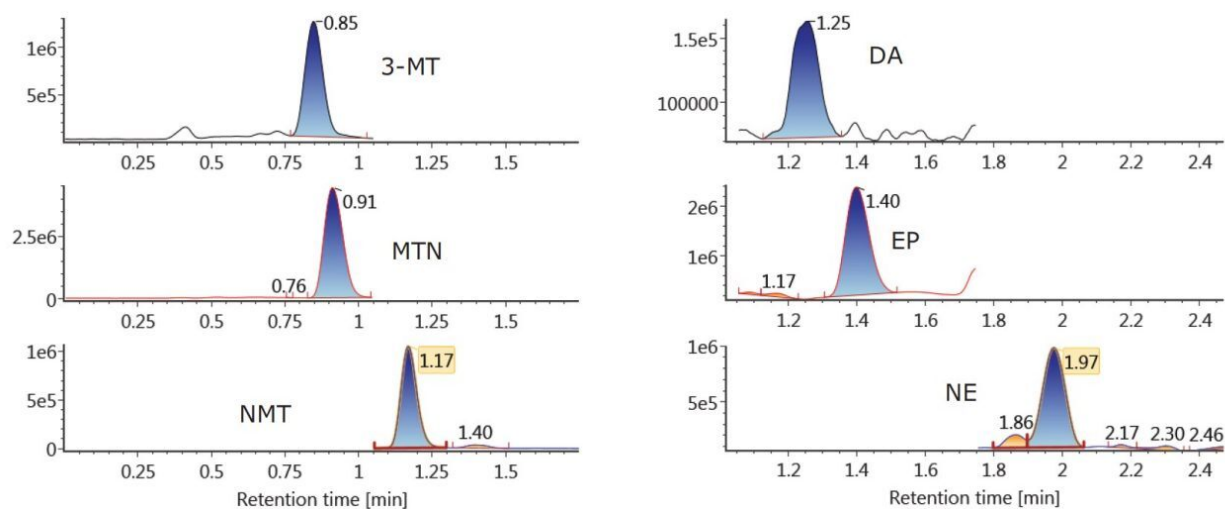 1e6
5e5
0.85
3-MT
0.25 0.5 0.75 1 1.25 1.5
2.5e6
0
0.76
0.91
MTN
0.25 0.5 0.75 1 1.25 1.5
1e6
5e5
0
NMT
1.17
1.40
0.25 0.5 0.75 1 1.25 1.5
Retention time [min]
1.5e5
100000
1.25
DA
1.2 1.4 1.6 1.8 2 2.2 2.4
2e6
1e6
1.17
1.40
EP
1.2 1.4 1.6 1.8 2 2.2 2.4
1e6
5e5
NE
1.86
1.97
2.17
2.30
2.46
1.2 1.4 1.6 1.8 2 2.2 2.4
Retention time [min]